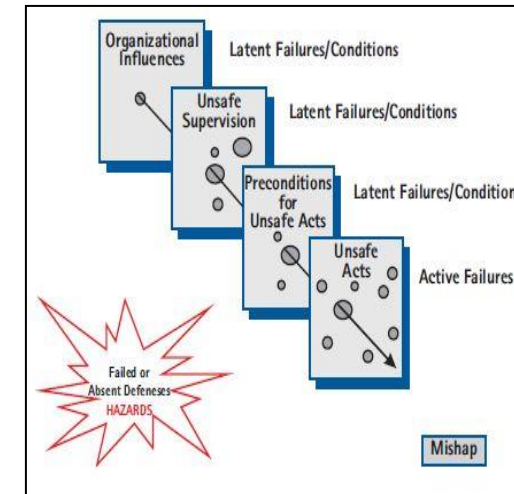 Organizational
Influences
Latent Failures/Conditions
Unsafe
Supervision
Latent Failures/Conditions
Preconditions
for
Unsafe Acts
Latent Failures/Condition
Unsafe
Acts
Active Failures
Failed or
Absent Defeneses
HAZARDS
Mishap